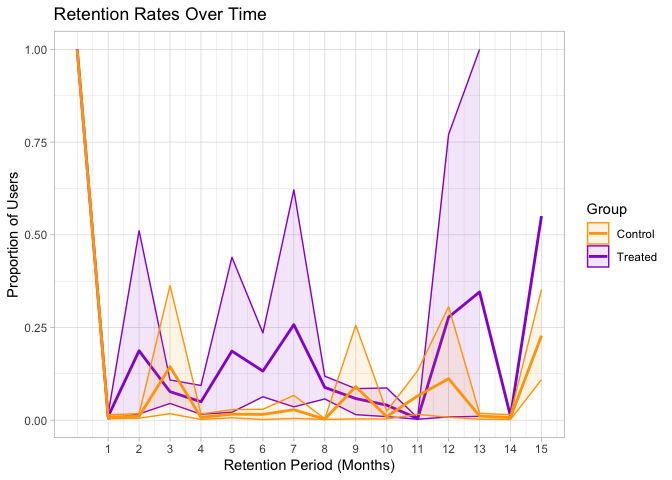 Retention Rates Over Time
1.00
0.75
0.50
0.25
0.00
Proportion of Users
1 2 3 4 5 6 7 8 9 10 11 12 13 14 15
Retention Period (Months)
Group
Control
Treated